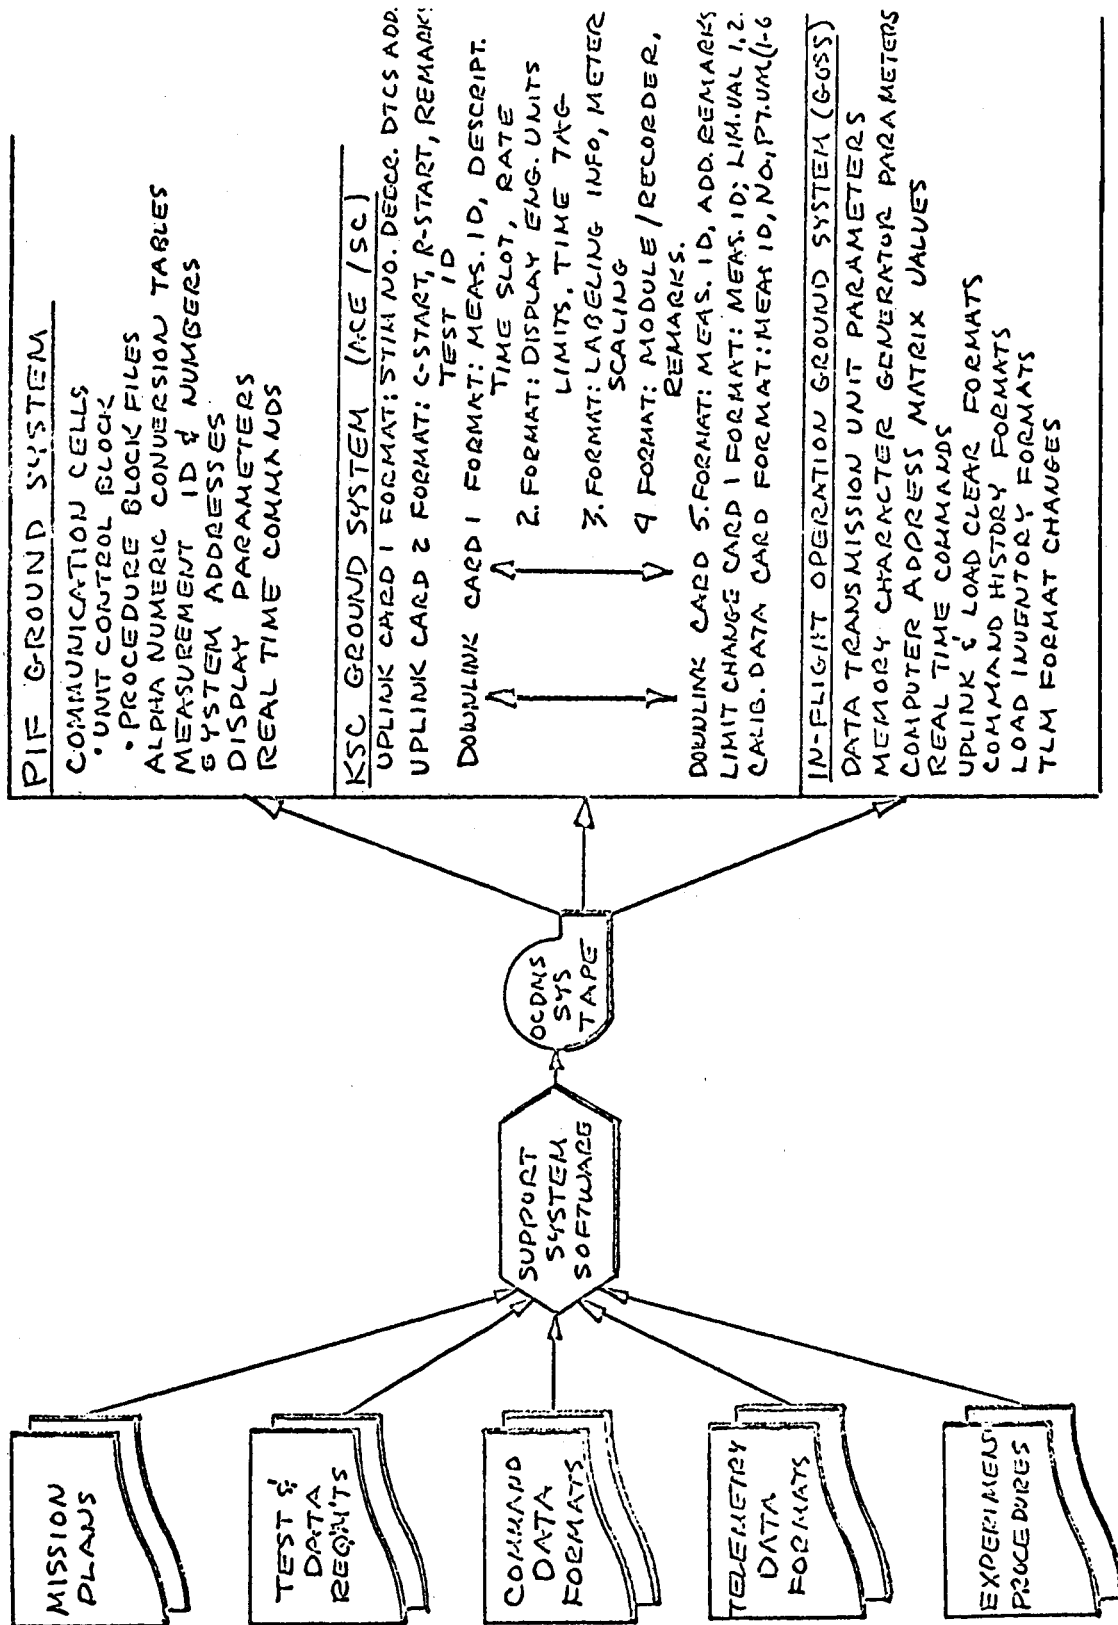 MISSION
PLANS
TEST &
DATA
REQM'TS
COMMAND
DATA
FORMATS
TELEMETRY
DATA
FORMATS
EXPERIMENT
PROCEDURES
SUPPORT
SYSTEM
SOFTWARE
OCDMS
SYS
TAPE
PIF GROUND SYSTEM
COMMUNICATION CELLS
• UNIT CONTROL BLOCK
• PROCEDURE BLOCK FILES
ALPHA NUMERIC CONVERSION TABLES
MEASUREMENT ID & NUMBERS
SYSTEM ADDRESSES
DISPLAY PARAMETERS
REAL TIME COMMANDS
KSC GROUND SYSTEM (ACE/SC)
UPLINK CARD 1 FORMAT: STIM NO. DEECR. DTCS ADD.
UPLINK CARD 2 FORMAT: C-START, R-START, REMARKS
TEST ID
DOWNLINK CARD 1 FORMAT: MEAS. ID, DESCRIPT.
TIME SLOT, RATE
2. FORMAT: DISPLAY ENG. UNITS
LIMITS, TIME TAG
3. FORMAT: LABELING INFO, METER
SCALING
4 FORMAT: MODULE/RECORDER,
REMARKS.
DOWNLINK CARD 5. FORMAT: MEAS. ID, ADD. REMARKS
LIMIT CHANGE CARD 1 FORMAT: MEAS. ID; LIM. VAL 1,2.
CALIB. DATA CARD FORMAT: MEAS ID, NO., PT. UM(1-6
IN-FLIGHT OPERATION GROUND SYSTEM (GOSS)
DATA TRANSMISSION UNIT PARAMETERS
MEMORY CHARACTER GENERATOR PARAMETERS
COMPUTER ADDRESS MATRIX VALUES
REAL TIME COMMANDS
UPLINK & LOAD CLEAR FORMATS
COMMAND HISTORY FORMATS
LOAD INVENTORY FORMATS
TLM FORMAT CHANGES